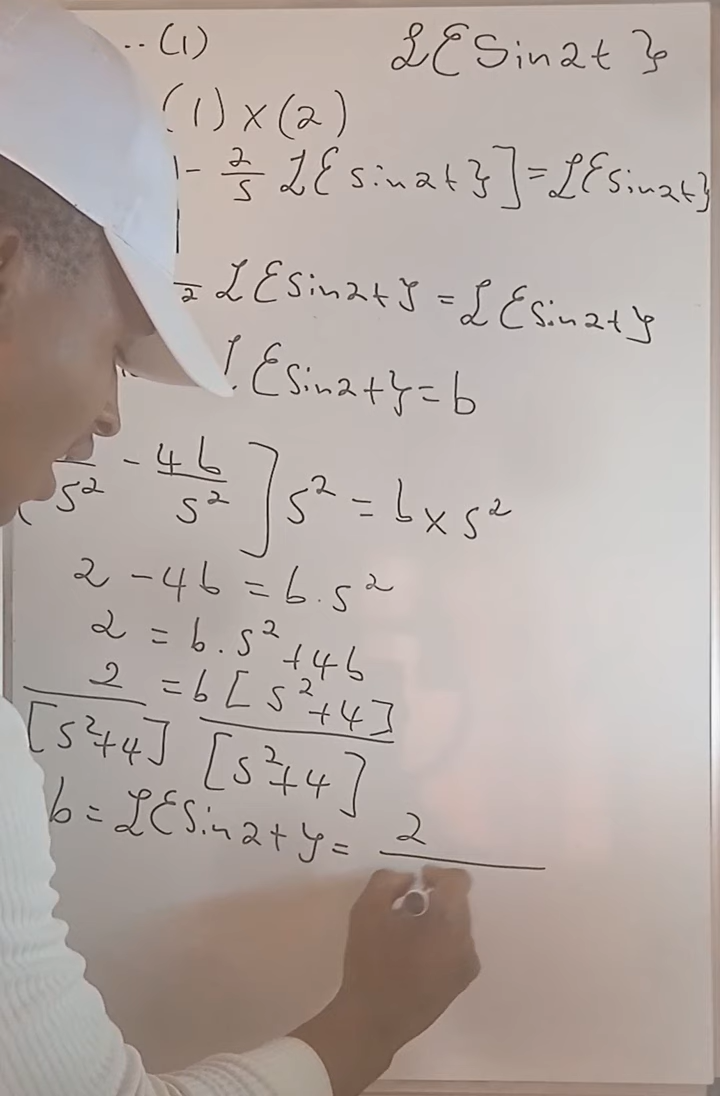 ..(1) ℒ{Sin2t}
(1)×(2)
- 2/s ℒ{sin2t}] = ℒ{sin2t}
ℒ{sin2t} = ℒ{sin2t}
{sin2t} = b
s² - 4b/s²] s² = b × s²
2 - 4b = b.s²
2 = b.s² + 4b
2/[s²+4] = b[s²+4]/[s²+4]
b = ℒ{Sin2t} = 2